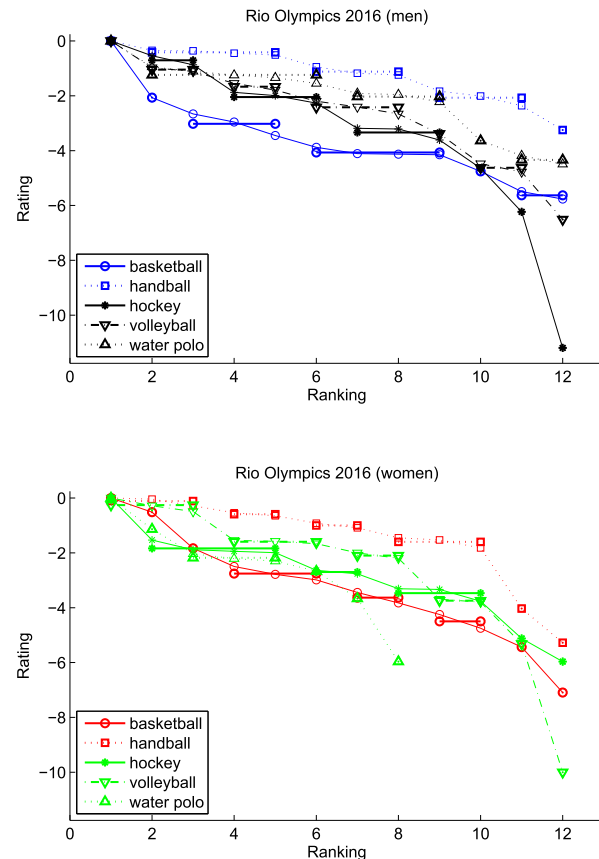 Rio Olympics 2016 (men)
0
−2
−4
−6
−8
−10
Rating
basketball
handball
hockey
volleyball
water polo
0 2 4 6 8 10 12
Ranking
Rio Olympics 2016 (women)
0
−2
−4
−6
−8
−10
Rating
basketball
handball
hockey
volleyball
water polo
0 2 4 6 8 10 12
Ranking